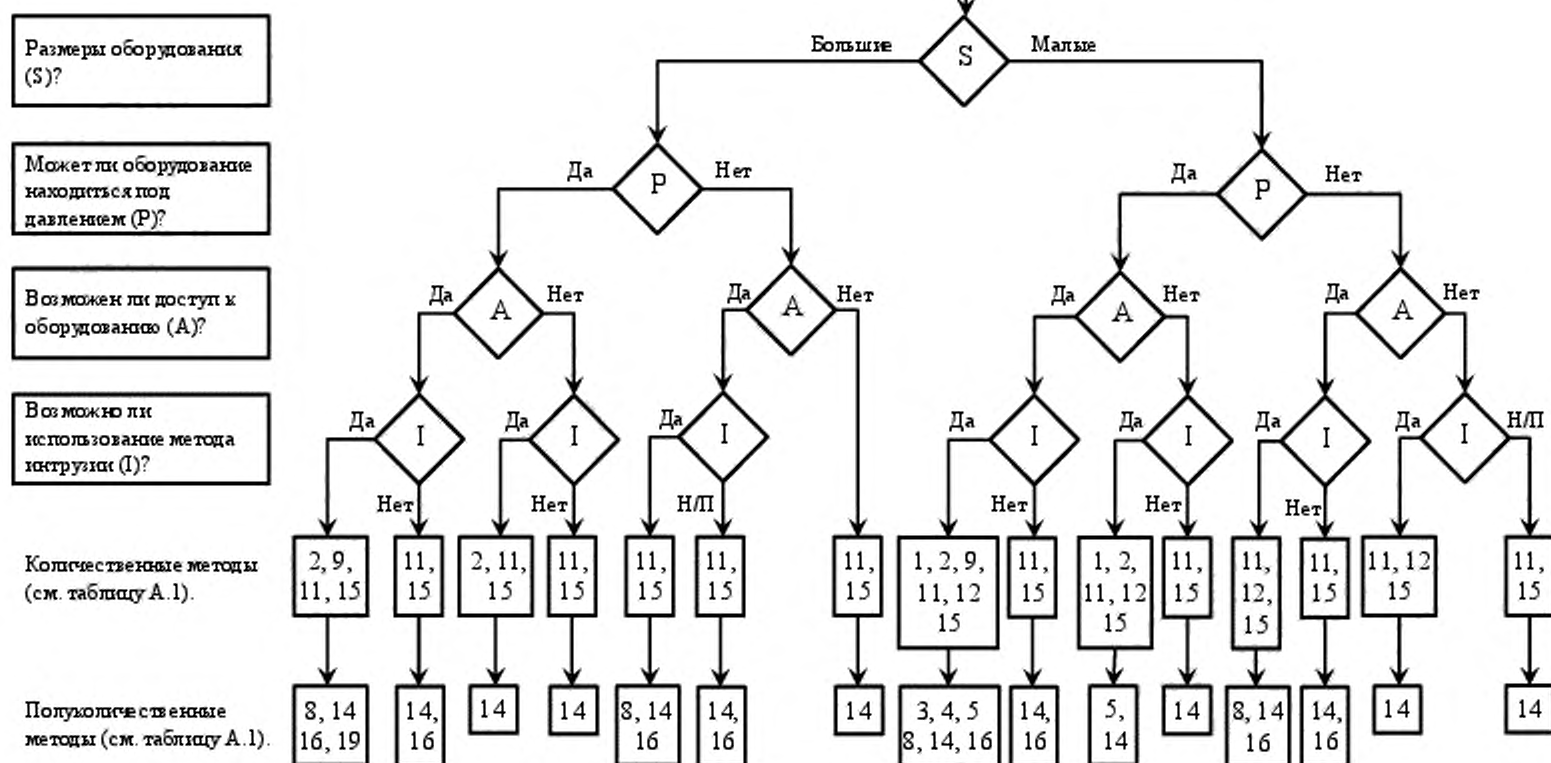 Размеры оборудования
(S)?
Большие
S
Малые
Может ли оборудование
находиться под
давлением (P)?
Да
P
Нет
Да
P
Нет
Возможен ли доступ к
оборудованию (A)?
Да
A
Нет
Да
A
Нет
Да
A
Нет
Да
A
Нет
Возможно ли
использование метода
интрузии (I)?
Да
I
Нет
Да
I
Нет
Да
I
Н/П
Да
I
Нет
Да
I
Нет
Да
I
Нет
Да
I
Н/П
Количественные методы
(см. таблицу А.1).
2, 9,
11, 15
11,
15
2, 11,
15
11,
15
11,
15
11,
15
11,
15
1, 2, 9,
11, 12
15
11,
15
1, 2,
11, 12
15
11,
15
11,
12,
15
11,
15
11, 12
15
11,
15
Полуколичественные
методы (см. таблицу А.1).
8, 14
16, 19
14,
16
14
14
8, 14
16
14,
16
14
3, 4, 5
8, 14, 16
14,
16
5,
14
14
8, 14
16
14,
16
14
14